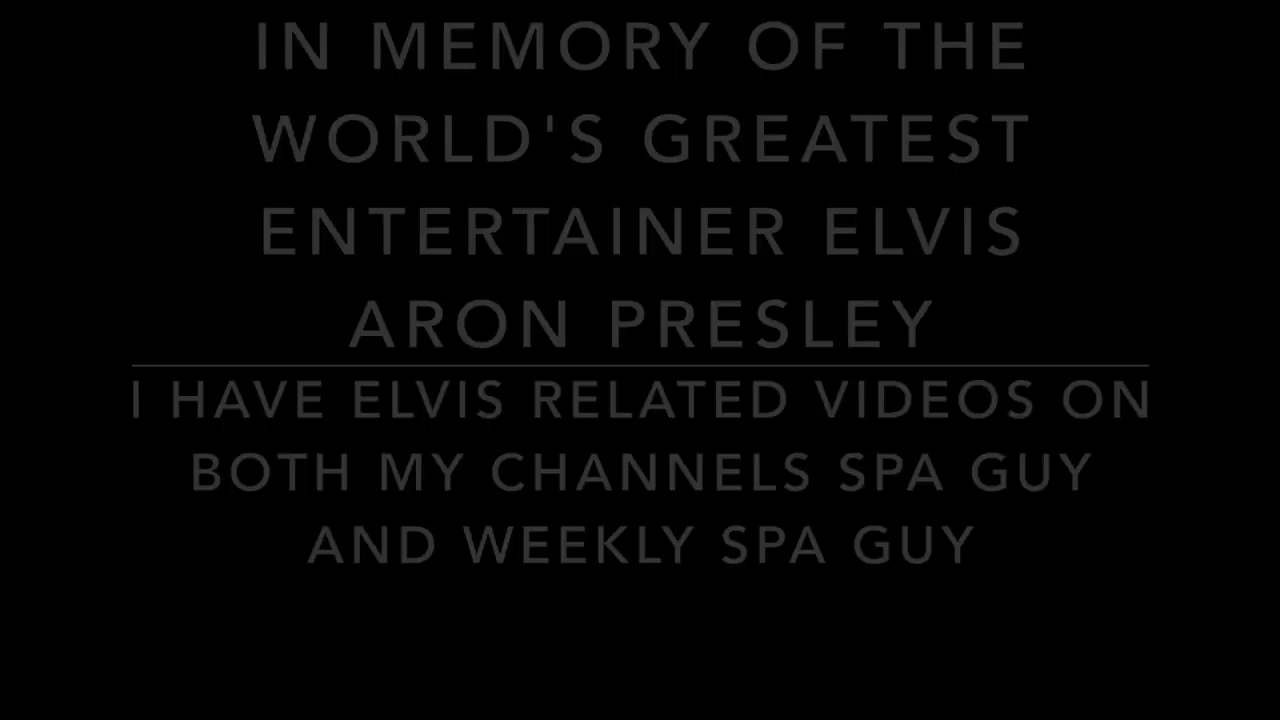 IN MEMORY OF THE
WORLD'S GREATEST
ENTERTAINER ELVIS
ARON PRESLEY
I HAVE ELVIS RELATED VIDEOS ON
BOTH MY CHANNELS SPA GUY
AND WEEKLY SPA GUY